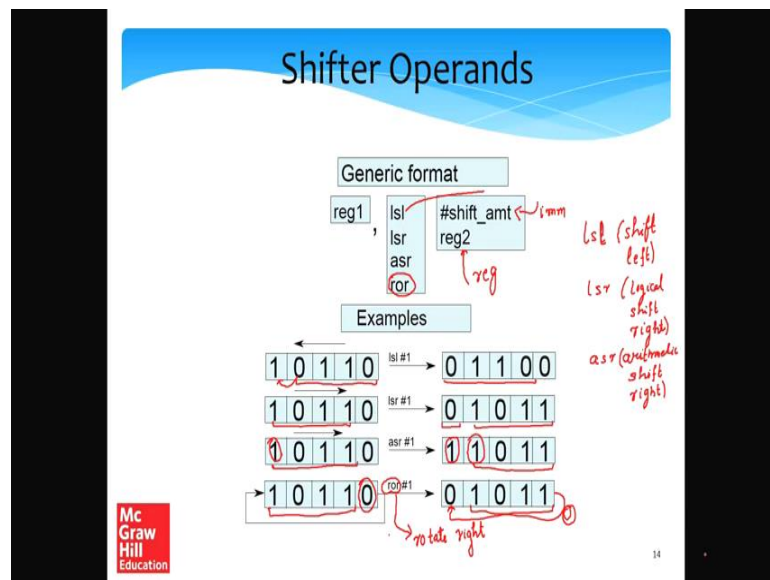 Shifter Operands
Generic format
reg1 , lsl #shift_amt imm
lsr reg2
asr reg
ror
lsl (shift
left)
lsr (logical
shift
right)
asr (arithmetic
shift
right)
Examples
1 0 1 1 0 lsl #1 0 1 1 0 0
1 0 1 1 0 lsr #1 0 1 0 1 1
1 0 1 1 0 asr #1 1 1 0 1 1
1 0 1 1 0 ror #1 0 1 0 1 1 0
rotate right
Mc
Graw
Hill
Education
14